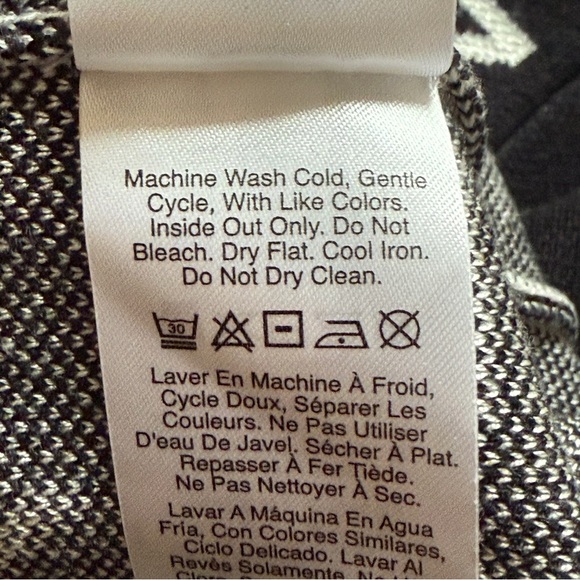 Machine Wash Cold, Gentle
Cycle, With Like Colors.
Inside Out Only. Do Not
Bleach. Dry Flat. Cool Iron.
Do Not Dry Clean.
30
Laver En Machine À Froid,
Cycle Doux, Séparer Les
Couleurs. Ne Pas Utiliser
D'eau De Javel. Sécher À Plat.
Repasser À Fer Tiède.
Ne Pas Nettoyer À Sec.
Lavar A Máquina En Agua
Fría, Con Colores Similares,
Ciclo Delicado. Lavar Al
Revés Solamente.